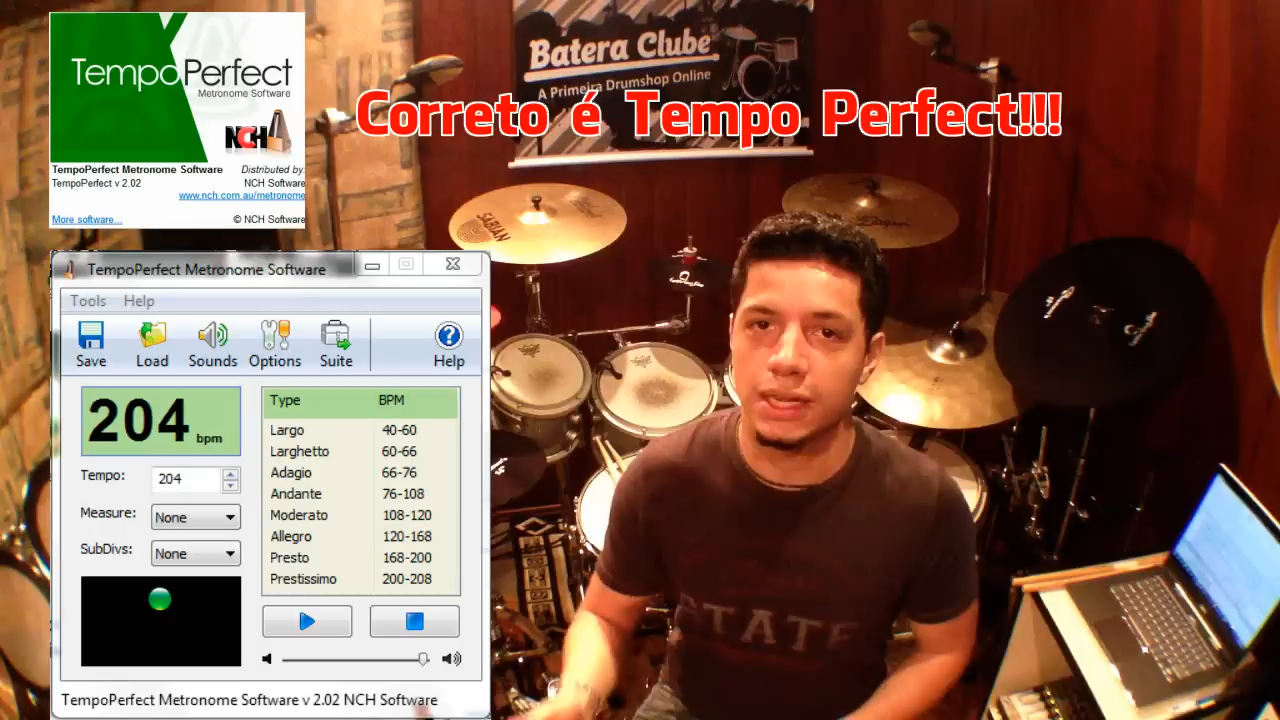 TempoPerfect
Metronome Software
NCH
TempoPerfect Metronome Software Distributed by:
TempoPerfect v 2.02 NCH Software
www.nch.com.au/metronome
More software... © NCH Software
Batera Clube
A Primeira Drumshop Online
Correto é Tempo Perfect!!!
SABIAN
Zildjian
TempoPerfect Metronome Software
Tools Help
Save Load Sounds Options Suite Help
204 bpm
Tempo: 204
Measure: None
SubDivs: None
Type BPM
Largo 40-60
Larghetto 60-66
Adagio 66-76
Andante 76-108
Moderato 108-120
Allegro 120-168
Presto 168-200
Prestissimo 200-208
TempoPerfect Metronome Software v 2.02 NCH Software
STATE